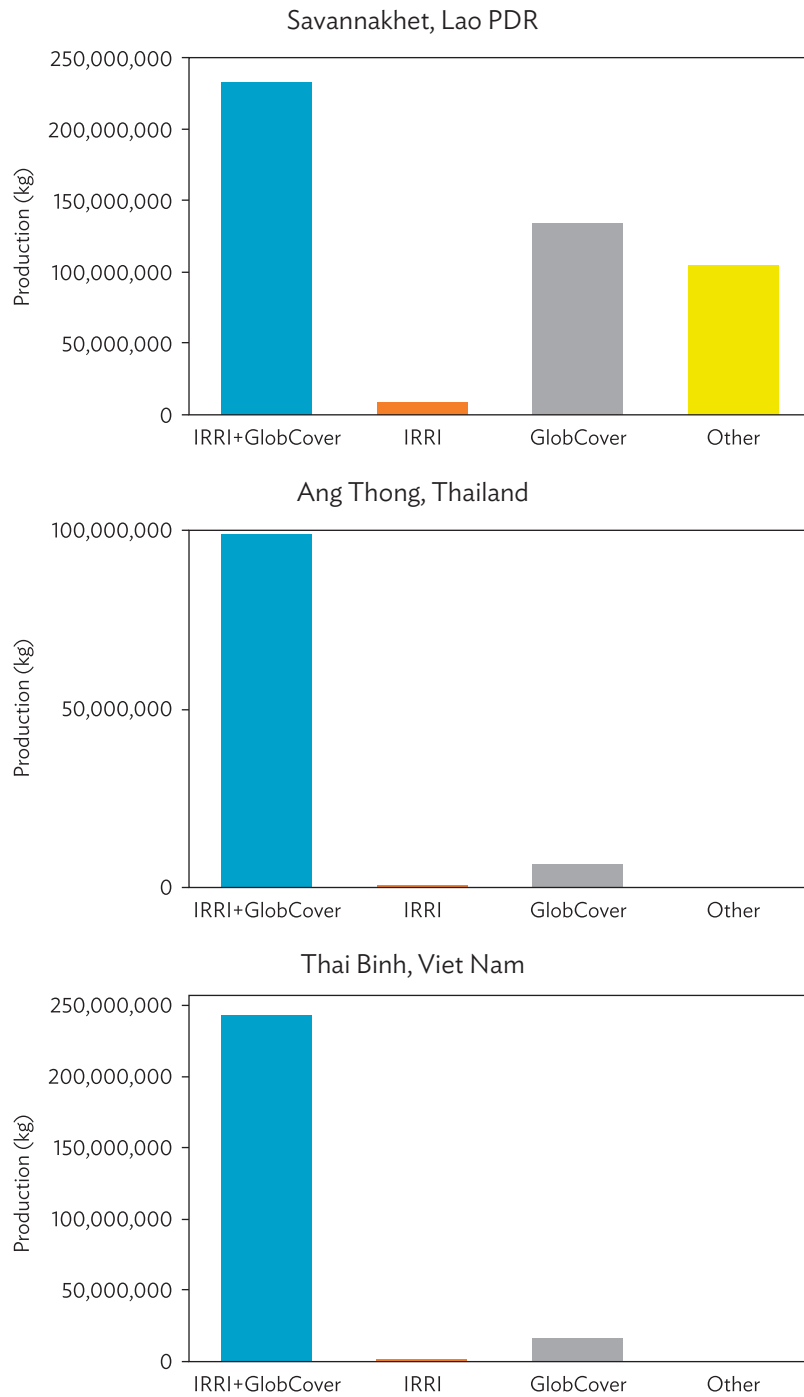 Savannakhet, Lao PDR
Production (kg)
250,000,000
200,000,000
150,000,000
100,000,000
50,000,000
0
IRRI+GlobCover IRRI GlobCover Other
Ang Thong, Thailand
Production (kg)
100,000,000
50,000,000
0
IRRI+GlobCover IRRI GlobCover Other
Thai Binh, Viet Nam
Production (kg)
250,000,000
200,000,000
150,000,000
100,000,000
50,000,000
0
IRRI+GlobCover IRRI GlobCover Other